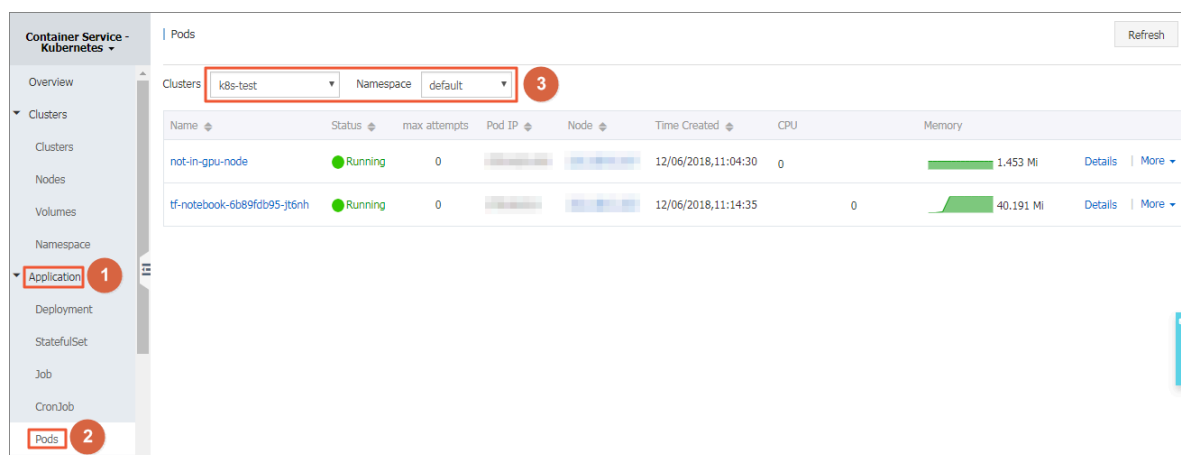 Container Service -
Kubernetes
Overview
Clusters
Clusters
Nodes
Volumes
Namespace
Application 1
Deployment
StatefulSet
Job
CronJob
Pods 2
Pods
Refresh
Clusters k8s-test Namespace default 3
Name Status max attempts Pod IP Node Time Created CPU Memory
not-in-gpu-node Running 0 12/06/2018,11:04:30 0 1.453 Mi Details | More
tf-notebook-6b89fdb95-jt6nh Running 0 12/06/2018,11:14:35 0 40.191 Mi Details | More